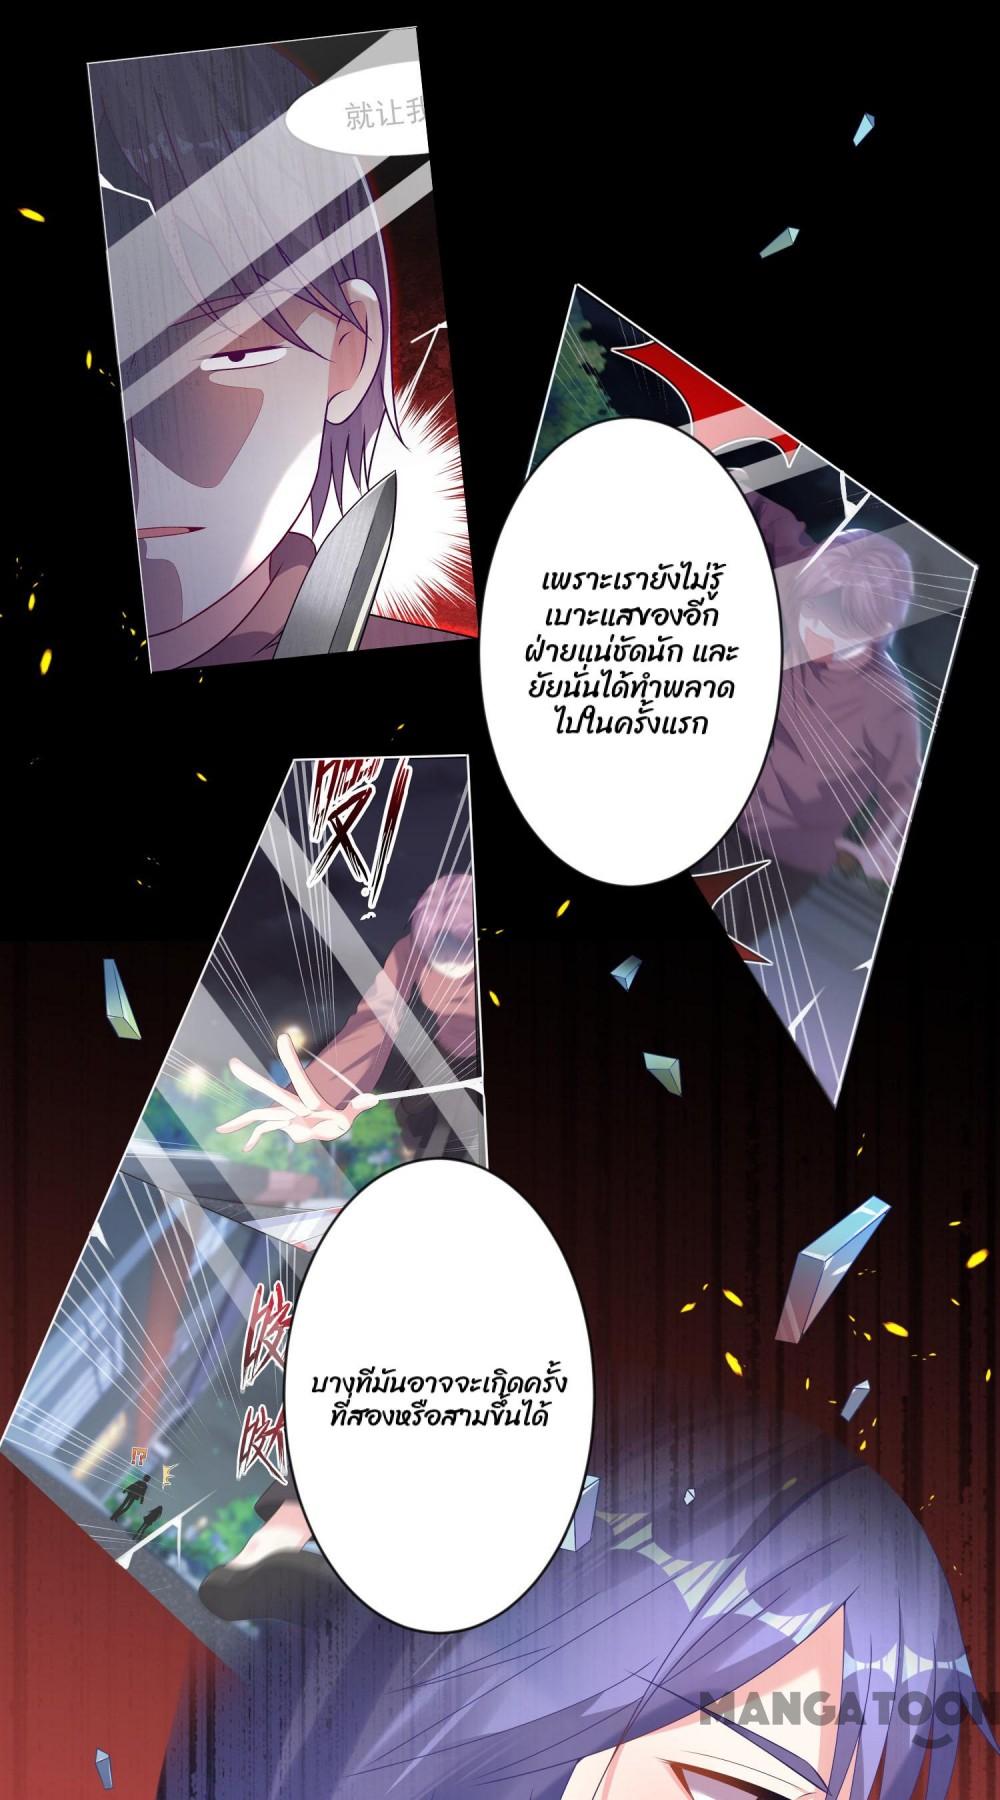 就让我
เพราะเรายังไม่รู้
เบาะแสของอีก
ฝ่ายแน่ชัดนัก และ
ยัยนั่นได้ทำพลาด
ไปในครั้งแรก
บางทีมันอาจจะเกิดครั้ง
ที่สองหรือสามขึ้นได้
!?
MANGATOON